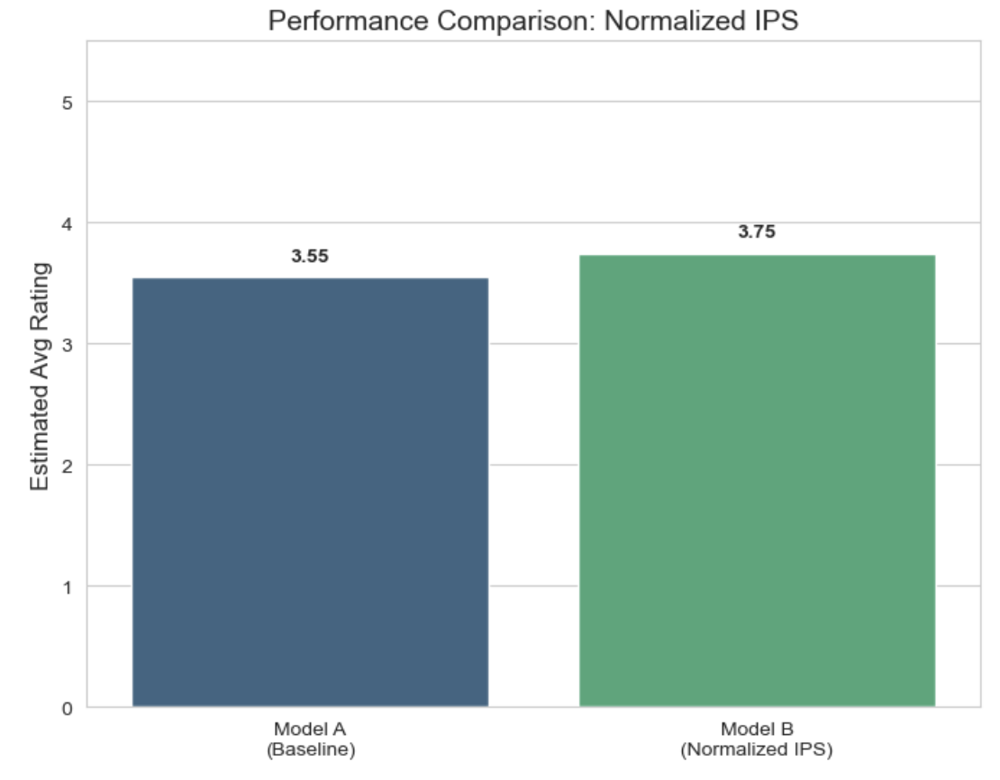 Performance Comparison: Normalized IPS
Estimated Avg Rating
5
4
3
2
1
0
3.55
3.75
Model A
(Baseline)
Model B
(Normalized IPS)